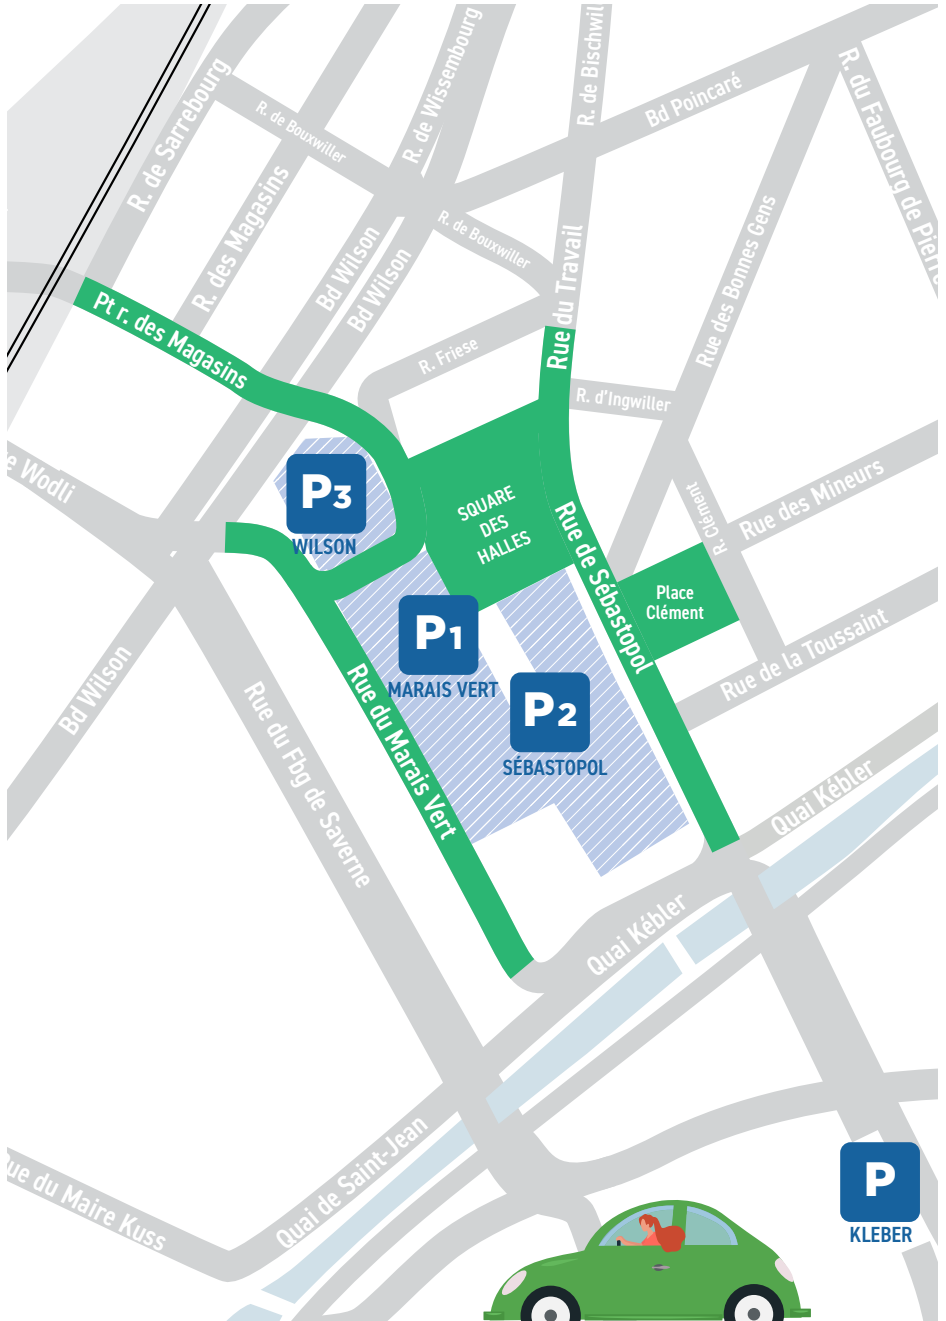 R. de Sarrebourg
R. de Bouxwiller
R. de Wissembourg
R. de Bischwil
Bd Poincaré
R. du Faubourg de Pierre
R. des Magasins
Bd Wilson
Bd Wilson
R. de Bouxwiller
Rue du Travail
Rue des Bonnes Gens
Pt r. des Magasins
R. Friese
R. d'Ingwiller
e Wodli
P3
WILSON
SQUARE
DES
HALLES
Rue de Sébastopol
R. Clément
Rue des Mineurs
Place
Clément
P1
MARAIS VERT
P2
SÉBASTOPOL
Rue de la Toussaint
Bd Wilson
Rue du Fbg de Saverne
Rue du Marais Vert
Quai Kébler
Quai Kébler
Quai de Saint-Jean
ue du Maire Kuss
P
KLEBER